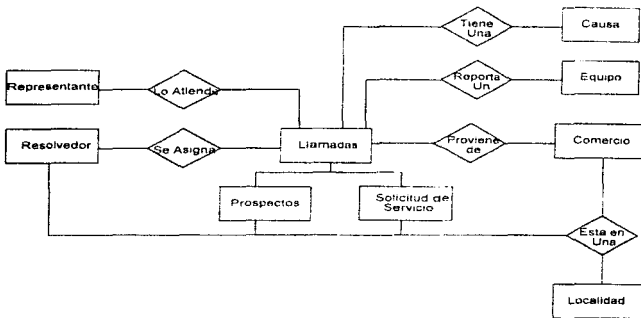 Tiene
Una
Causa
Representante
Lo Atiende
Reporta
Un
Equipo
Resolvedor
Se Asigna
Llamadas
Proviene
de
Comercio
Prospectos
Solicitud de
Servicio
Esta en
Una
Localidad